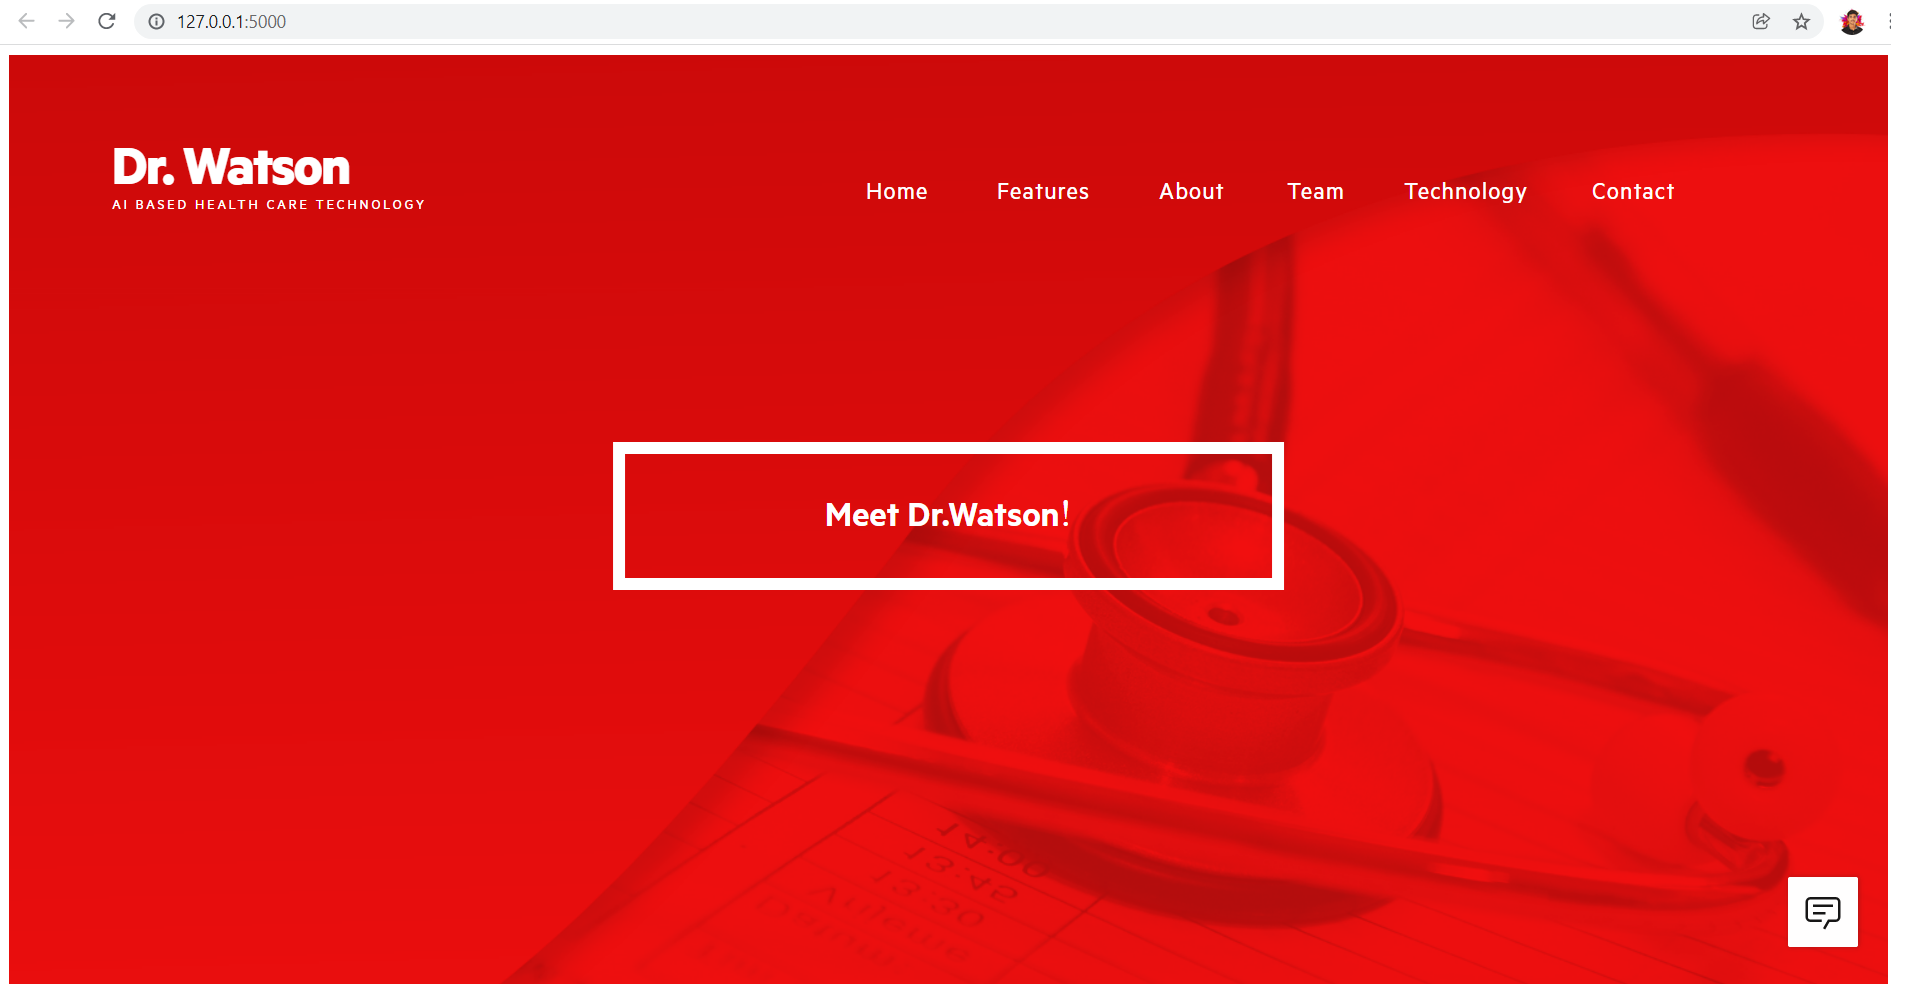 127.0.0.1:5000
Dr. Watson
AI BASED HEALTH CARE TECHNOLOGY
Home Features About Team Technology Contact
Meet Dr.Watson!